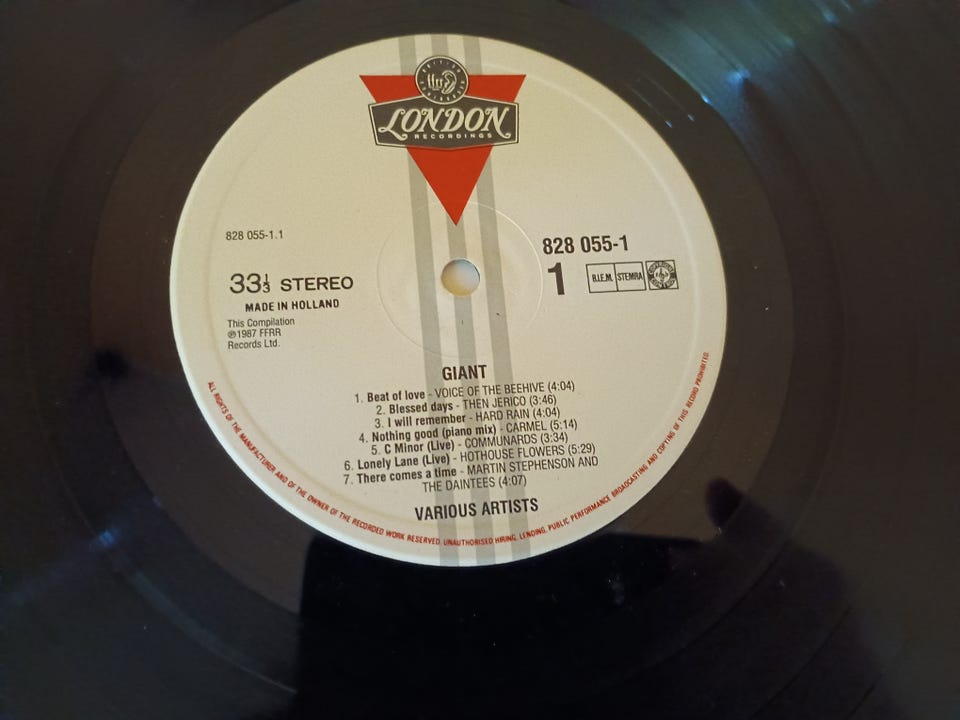 LONDON
RECORDINGS
828 055-1.1
828 055-1
33⅓ STEREO
1
B.I.E.M. STEMRA
MADE IN HOLLAND
This Compilation
℗1987 FFRR
Records Ltd.
GIANT
1. Beat of love - VOICE OF THE BEEHIVE (4:04)
2. Blessed days - THEN JERICO (3:46)
3. I will remember - HARD RAIN (4:04)
4. Nothing good (piano mix) - CARMEL (5:14)
5. C Minor (Live) - COMMUNARDS (3:34)
6. Lonely Lane (Live) - HOTHOUSE FLOWERS (5:29)
7. There comes a time - MARTIN STEPHENSON AND
THE DAINTEES (4:07)
VARIOUS ARTISTS
ALL RIGHTS OF THE MANUFACTURER AND OF THE OWNER OF THE RECORDED WORK RESERVED. UNAUTHORISED HIRING, LENDING, PUBLIC PERFORMANCE BROADCASTING AND COPYING OF THIS RECORD PROHIBITED